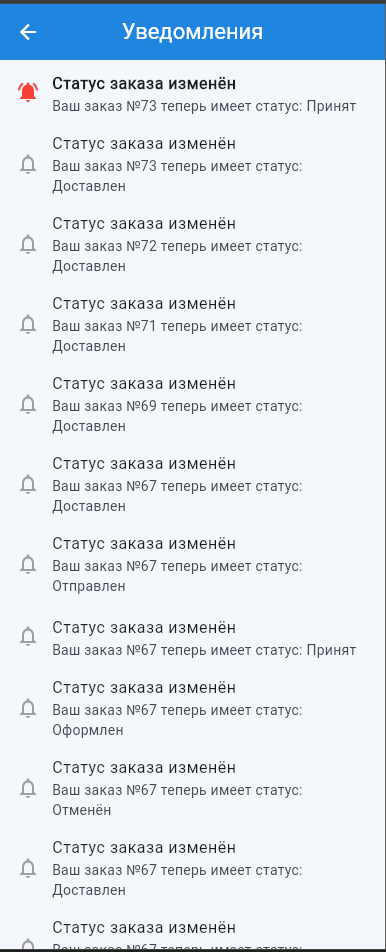 Уведомления
Статус заказа изменён
Ваш заказ №73 теперь имеет статус: Принят
Статус заказа изменён
Ваш заказ №73 теперь имеет статус:
Доставлен
Статус заказа изменён
Ваш заказ №72 теперь имеет статус:
Доставлен
Статус заказа изменён
Ваш заказ №71 теперь имеет статус:
Доставлен
Статус заказа изменён
Ваш заказ №69 теперь имеет статус:
Доставлен
Статус заказа изменён
Ваш заказ №67 теперь имеет статус:
Доставлен
Статус заказа изменён
Ваш заказ №67 теперь имеет статус:
Отправлен
Статус заказа изменён
Ваш заказ №67 теперь имеет статус: Принят
Статус заказа изменён
Ваш заказ №67 теперь имеет статус:
Оформлен
Статус заказа изменён
Ваш заказ №67 теперь имеет статус:
Отменён
Статус заказа изменён
Ваш заказ №67 теперь имеет статус:
Доставлен
Статус заказа изменён
Ваш заказ №67 теперь имеет статус: